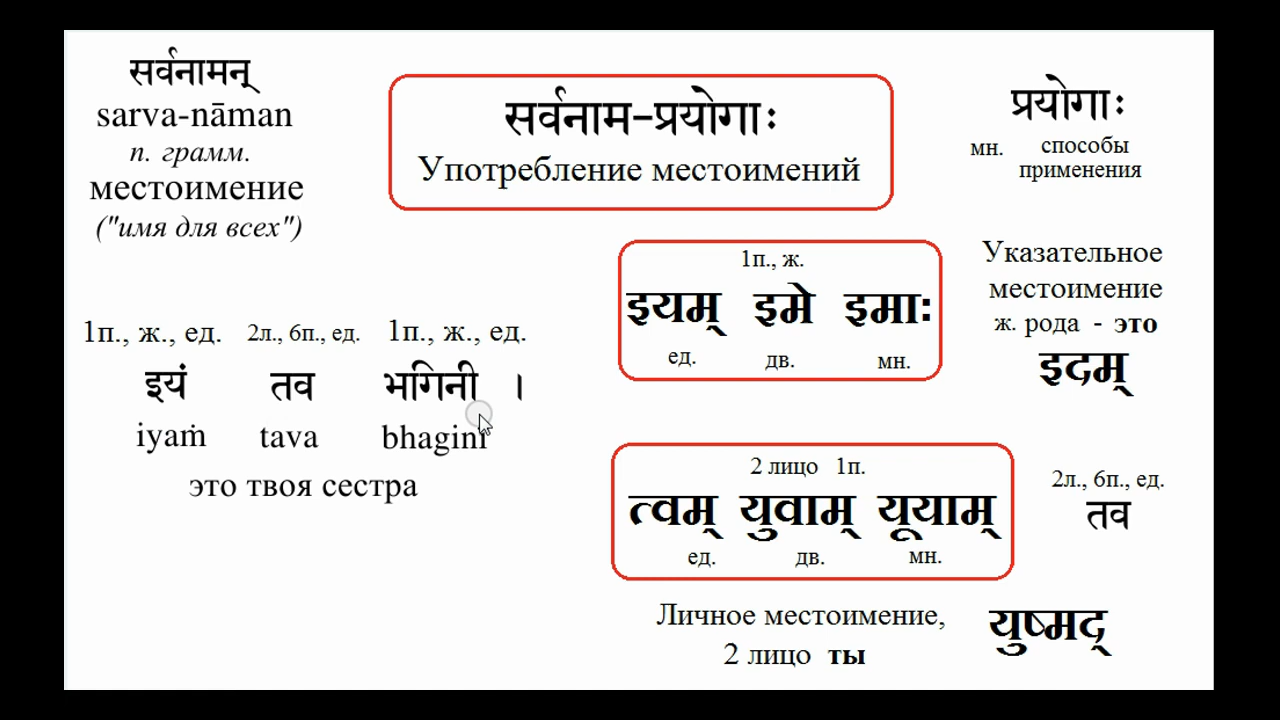 सर्वनामन्
sarva-nāman
п. грамм.
местоимение
("имя для всех")
सर्वनाम-प्रयोगाः
Употребление местоимений
प्रयोगाः
мн. способы
применения
1п., ж., ед. 2л., 6п., ед. 1п., ж., ед.
इयं तव भगिनी ।
iyaṁ tava bhaginī
это твоя сестра
1п., ж.
इयम् इमे इमाः
ед. дв. мн.
Указательное
местоимение
ж. рода - это
इदम्
2 лицо 1п.
त्वम् युवाम् यूयाम्
ед. дв. мн.
2л., 6п., ед.
तव
Личное местоимение,
2 лицо ты
युष्मद्